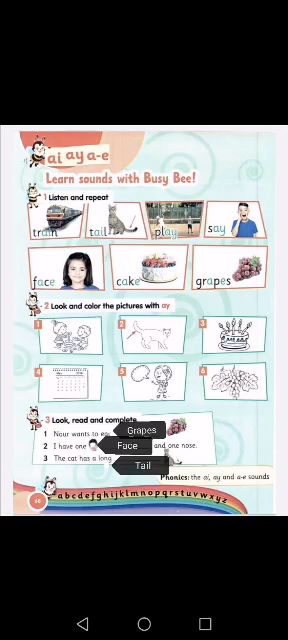 ai ay a-e
Learn sounds with Busy Bee!
1 Listen and repeat
train
tail
play
say
face
cake
grapes
2 Look and color the pictures with ay
1
2
3
4
5
6
3 Look, read and complete
1 Nour wants to eat
Grapes
2 I have one
Face
and one nose.
3 The cat has a long
Tail
Phonics: the ai, ay and a-e sounds
46
a b c d e f g h i j k l m n o p q r s t u v w x y z